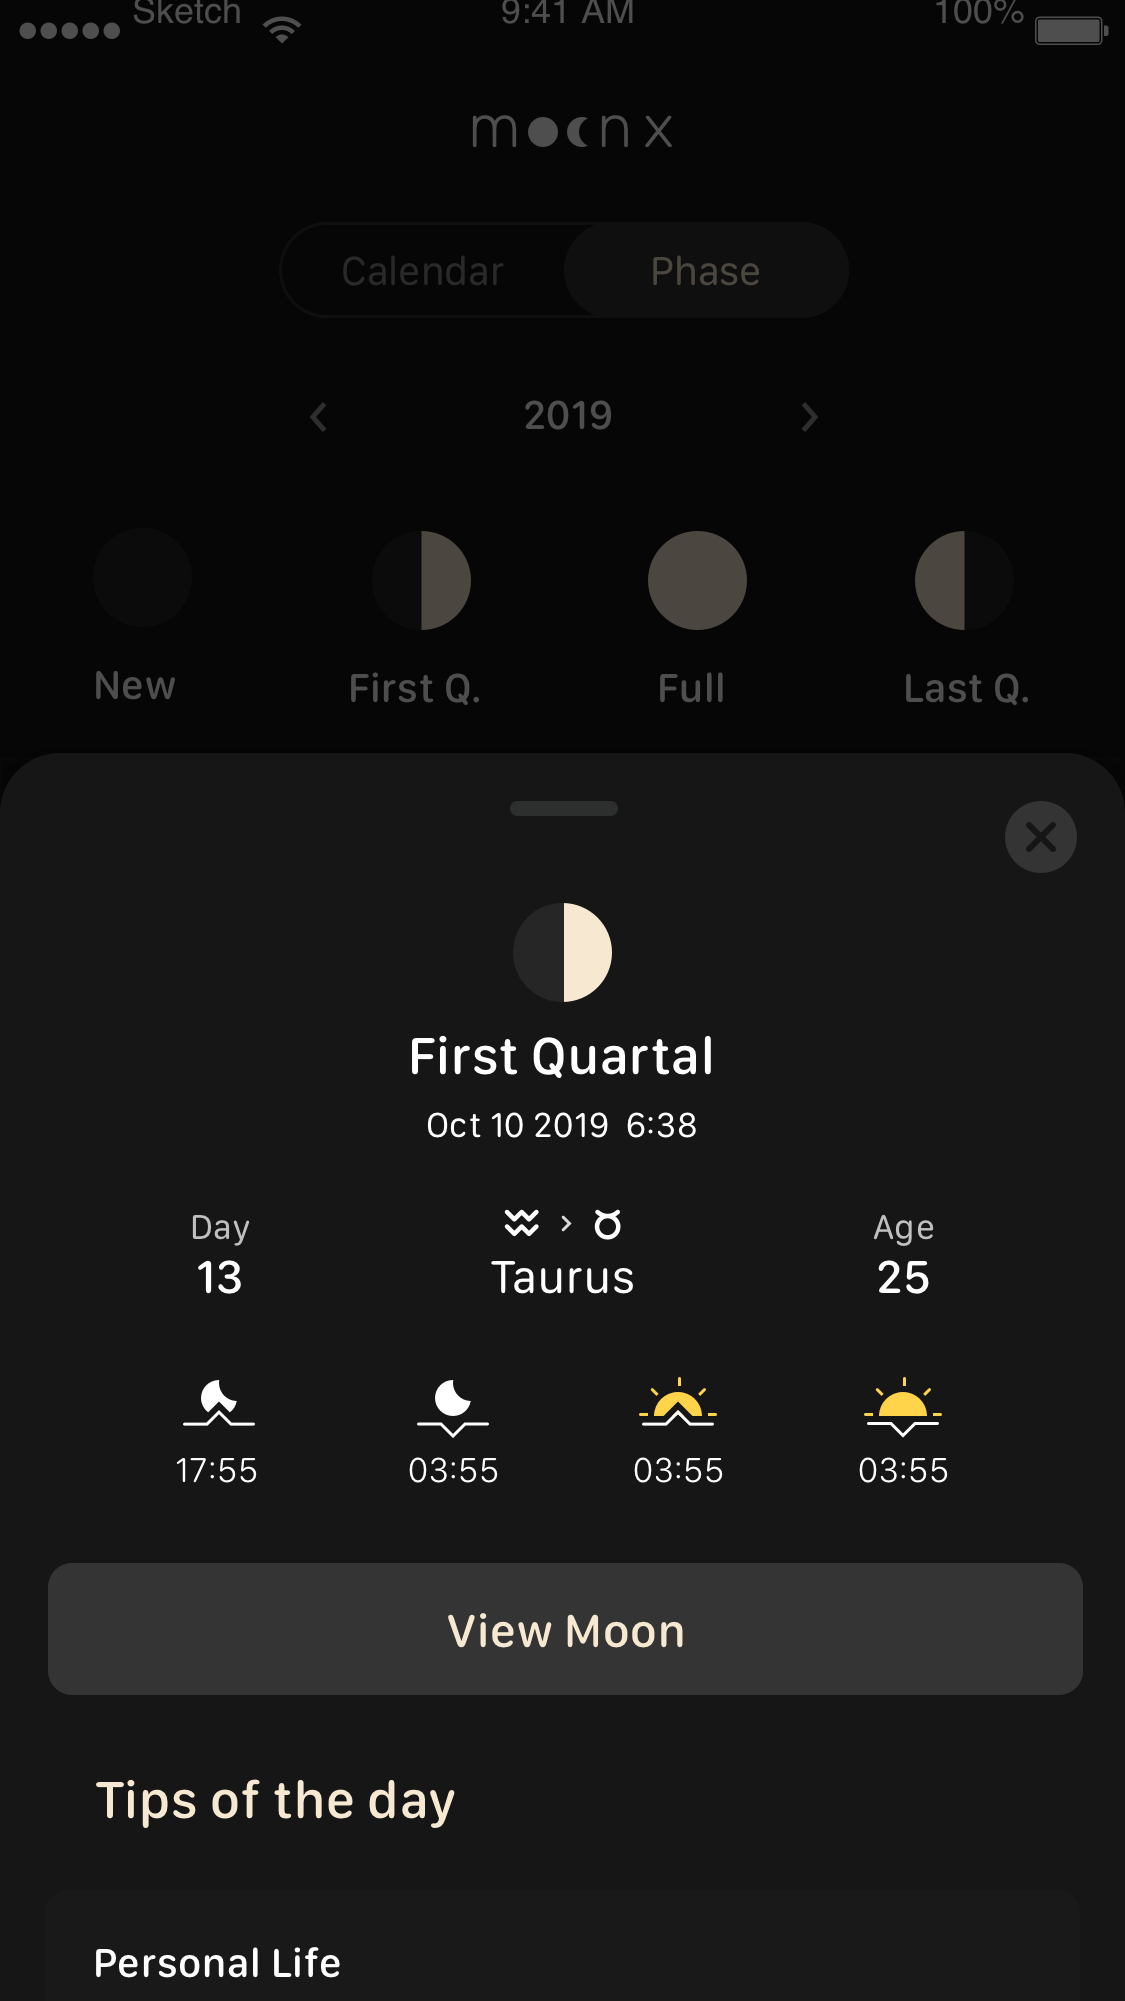 Sketch 9:41 AM 100%
moon x
Calendar Phase
2019
New First Q. Full Last Q.
First Quartal
Oct 10 2019 6:38
Day Age
13 Taurus 25
17:55 03:55 03:55 03:55
View Moon
Tips of the day
Personal Life